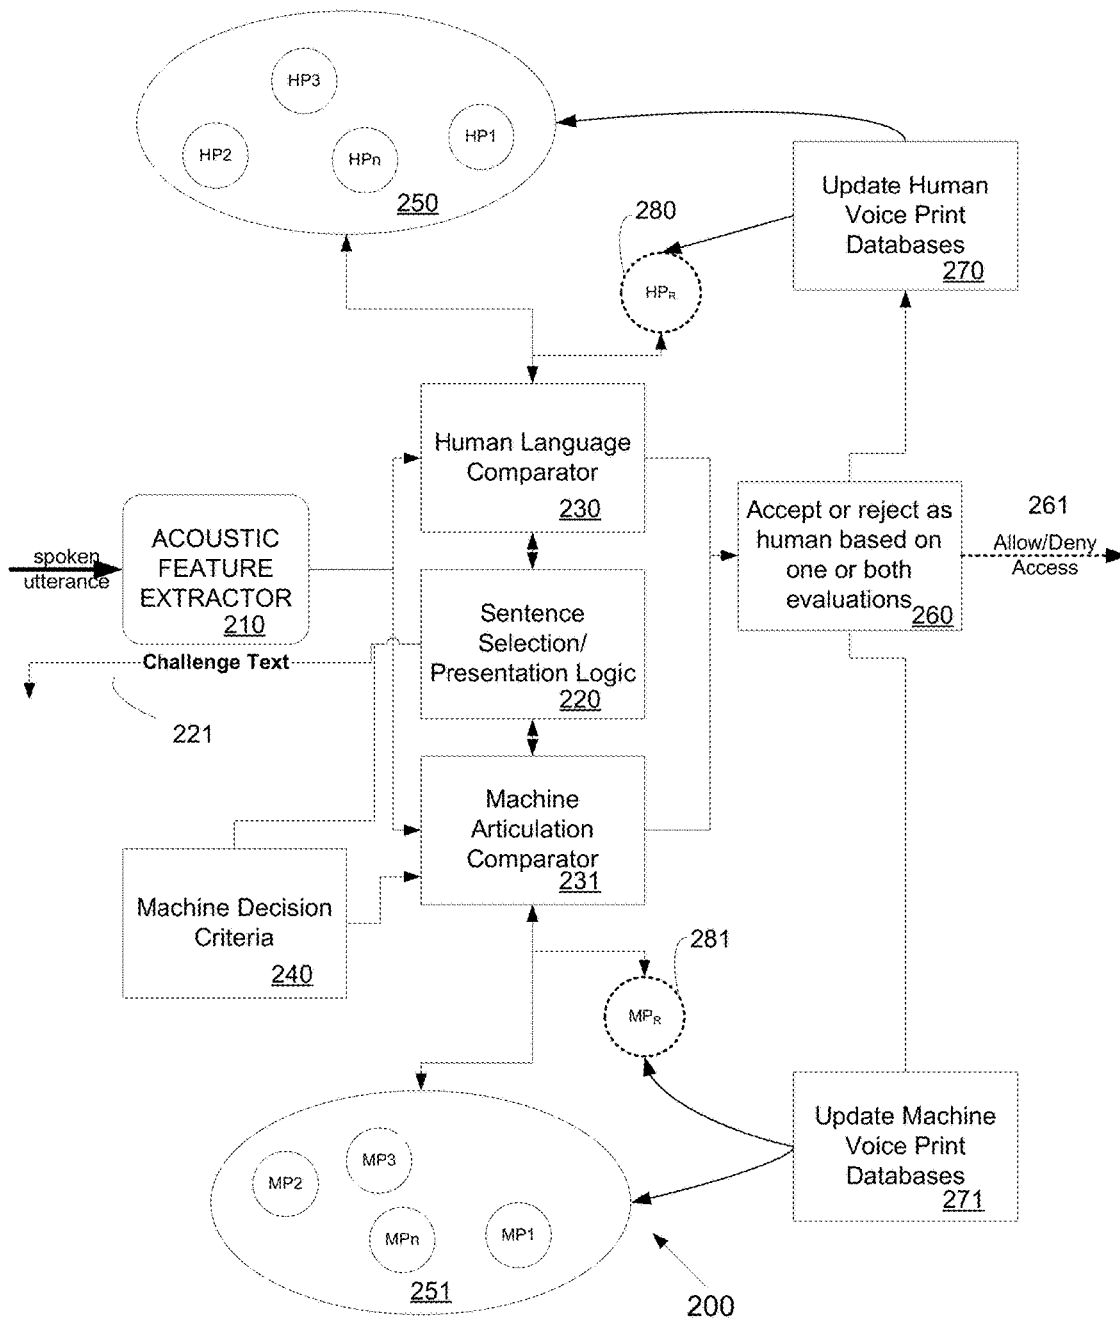 HP3
HP1
HP2
HPn
250
Update Human
Voice Print
Databases
270
280
HPR
Human Language
Comparator
230
Accept or reject as
human based on
one or both
evaluations
260
261
Allow/Deny
Access
spoken
utterance
ACOUSTIC
FEATURE
EXTRACTOR
210
Sentence
Selection/
Presentation Logic
220
Challenge Text
221
Machine
Articulation
Comparator
231
Machine Decision
Criteria
240
281
MPR
Update Machine
Voice Print
Databases
271
MP3
MP2
MPn
MP1
251
200